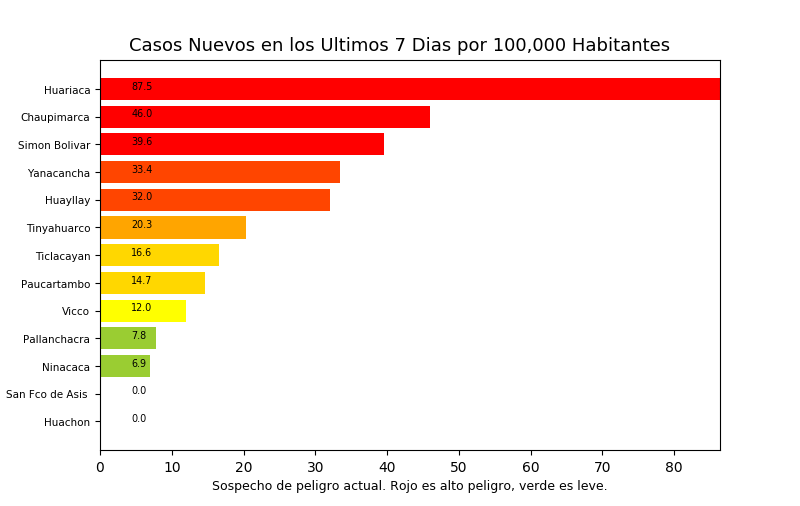 Casos Nuevos en los Ultimos 7 Dias por 100,000 Habitantes
Huariaca 87.5
Chaupimarca 46.0
Simon Bolivar 39.6
Yanacancha 33.4
Huayllay 32.0
Tinyahuarco 20.3
Ticlacayan 16.6
Paucartambo 14.7
Vicco 12.0
Pallanchacra 7.8
Ninacaca 6.9
San Fco de Asis 0.0
Huachon 0.0
0 10 20 30 40 50 60 70 80
Sospecho de peligro actual. Rojo es alto peligro, verde es leve.